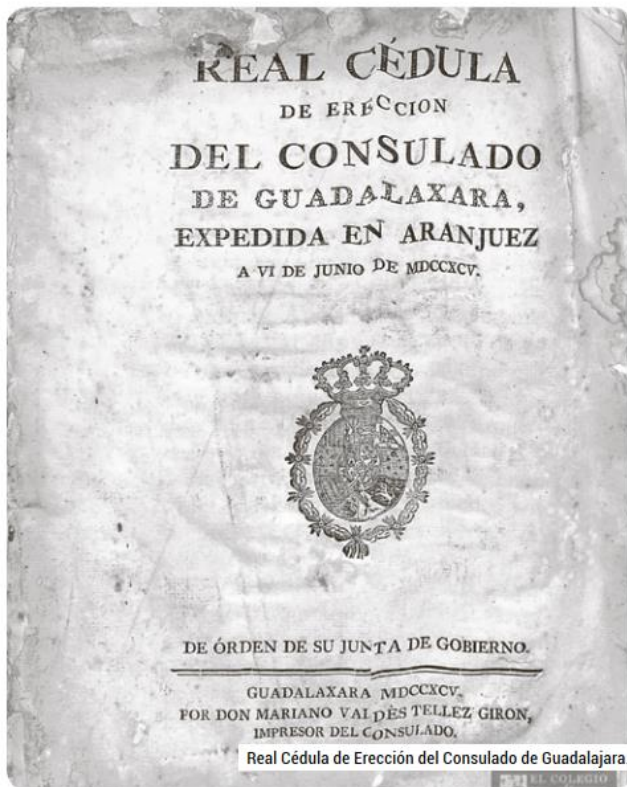 REAL CÉDULA
DE ERECCION
DEL CONSULADO
DE GUADALAXARA,
EXPEDIDA EN ARANJUEZ
A VI DE JUNIO DE MDCCXCV.
DE ÓRDEN DE SU JUNTA DE GOBIERNO.
GUADALAXARA MDCCXCV.
POR DON MARIANO VALDÈS TELLEZ GIRON,
IMPRESOR DEL CONSULADO.
Real Cédula de Erección del Consulado de Guadalajara.
EL COLEGIO